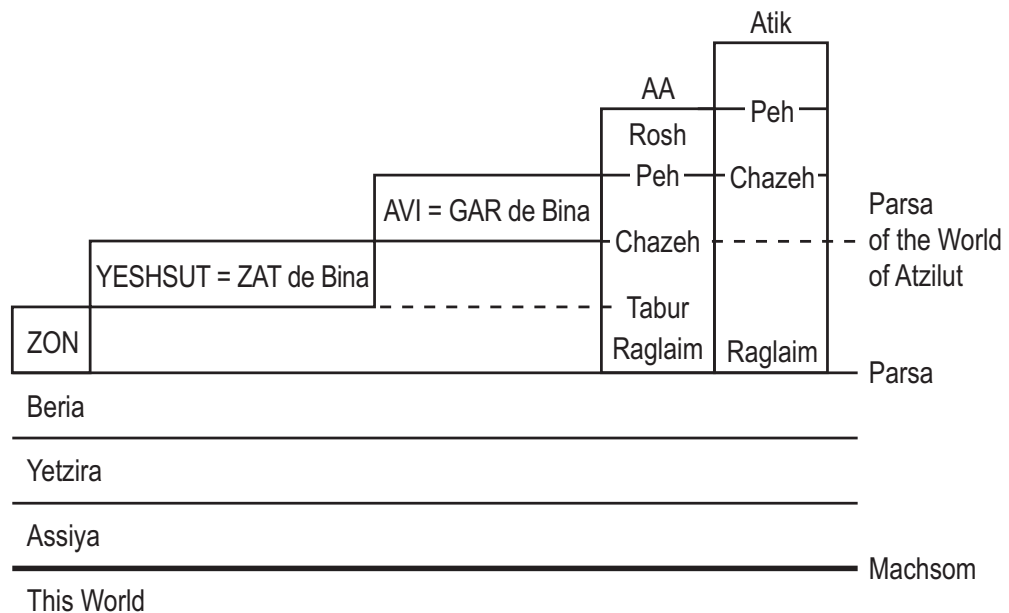 Atik
AA
Peh
Rosh
Peh
Chazeh
AVI = GAR de Bina
Parsa
of the World
of Atzilut
Chazeh
YESHSUT = ZAT de Bina
Tabur
ZON
Raglaim
Raglaim
Parsa
Beria
Yetzira
Assiya
Machsom
This World